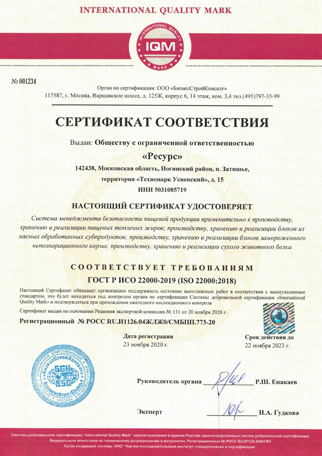 INTERNATIONAL QUALITY MARK
IQM
№ 001234
Орган по сертификации: ООО «БизнесСтройКонсалт»
117587, г. Москва, Варшавское шоссе, д. 125Ж, корпус 6, 14 этаж, ком. 3,4 тел.(495)797-35-99
СЕРТИФИКАТ СООТВЕТСТВИЯ
Выдан: Обществу с ограниченной ответственностью
«Ресурс»
142438, Московская область, Ногинский район, п. Затишье,
территория «Технопарк Успенский», д. 15
ИНН 5031085719
НАСТОЯЩИЙ СЕРТИФИКАТ УДОСТОВЕРЯЕТ
Система менеджмента безопасности пищевой продукции применительно к производству,
хранению и реализации пищевых топленых жиров; производству, хранению и реализации блоков из
мясных обработанных субпродуктов; производству, хранению и реализации блоков замороженного
непользованного корма; производству, хранению и реализации сухого животного белка
СООТВЕТСТВУЕТ ТРЕБОВАНИЯМ
ГОСТ Р ИСО 22000-2019 (ISO 22000:2018)
Настоящий Сертификат обязывает организацию поддерживать состояние выполняемых работ в соответствии с вышеуказанным
стандартом, что будет находиться под контролем органа по сертификации Системы добровольной сертификации «International
Quality Mark» и подтверждаться при прохождении ежегодного инспекционного контроля
Сертификат выдан на основании Решения экспертной комиссии № 131 от 20 ноября 2020 г.
Регистрационный № РОСС RU.И1126.04ЖЛЖ0/СМБПП.773-20
Дата регистрации
23 ноября 2020 г.
Срок действия до
22 ноября 2023 г.
Руководитель органа
Р.Ш. Енакаев
БСК
Эксперт
Н.А. Гудкова